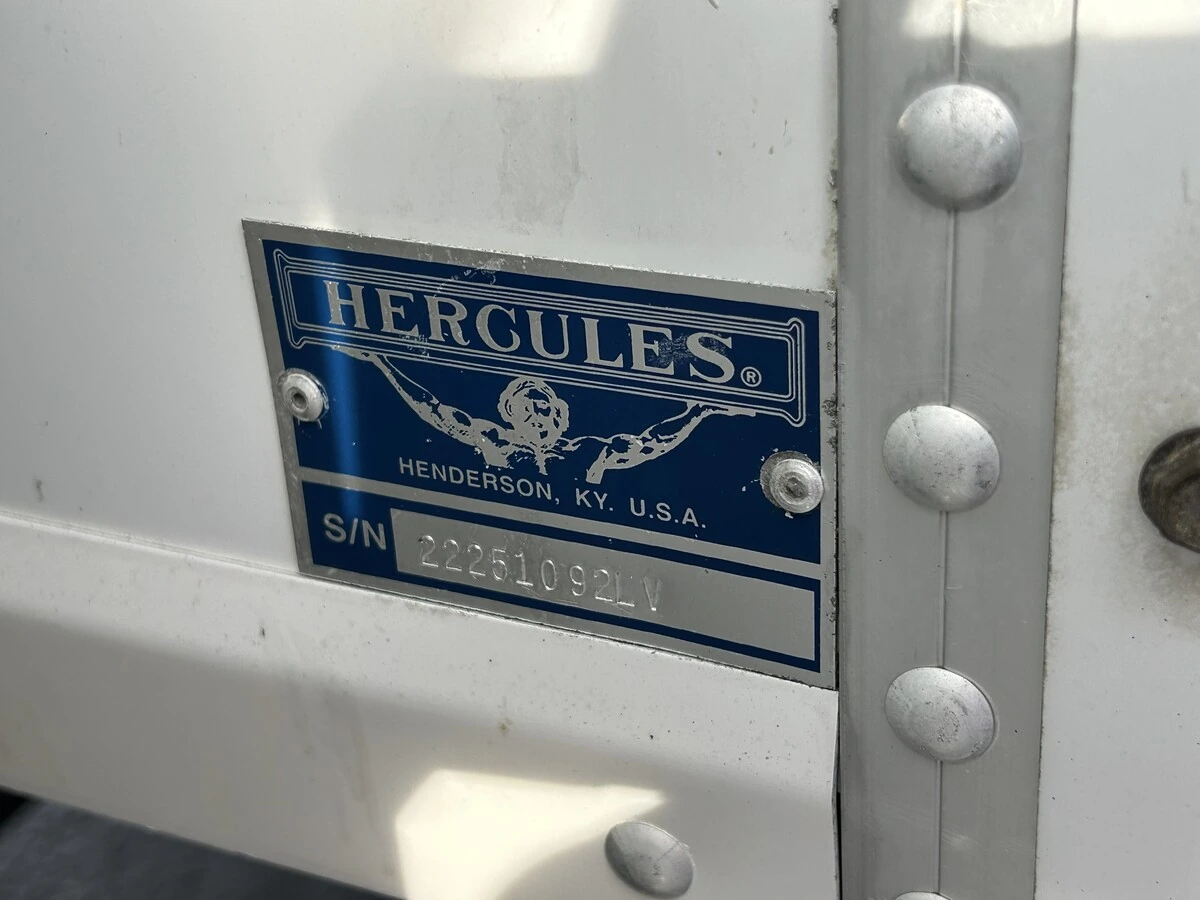 HERCULES®
HENDERSON, KY. U.S.A.
S/N 22251092LV